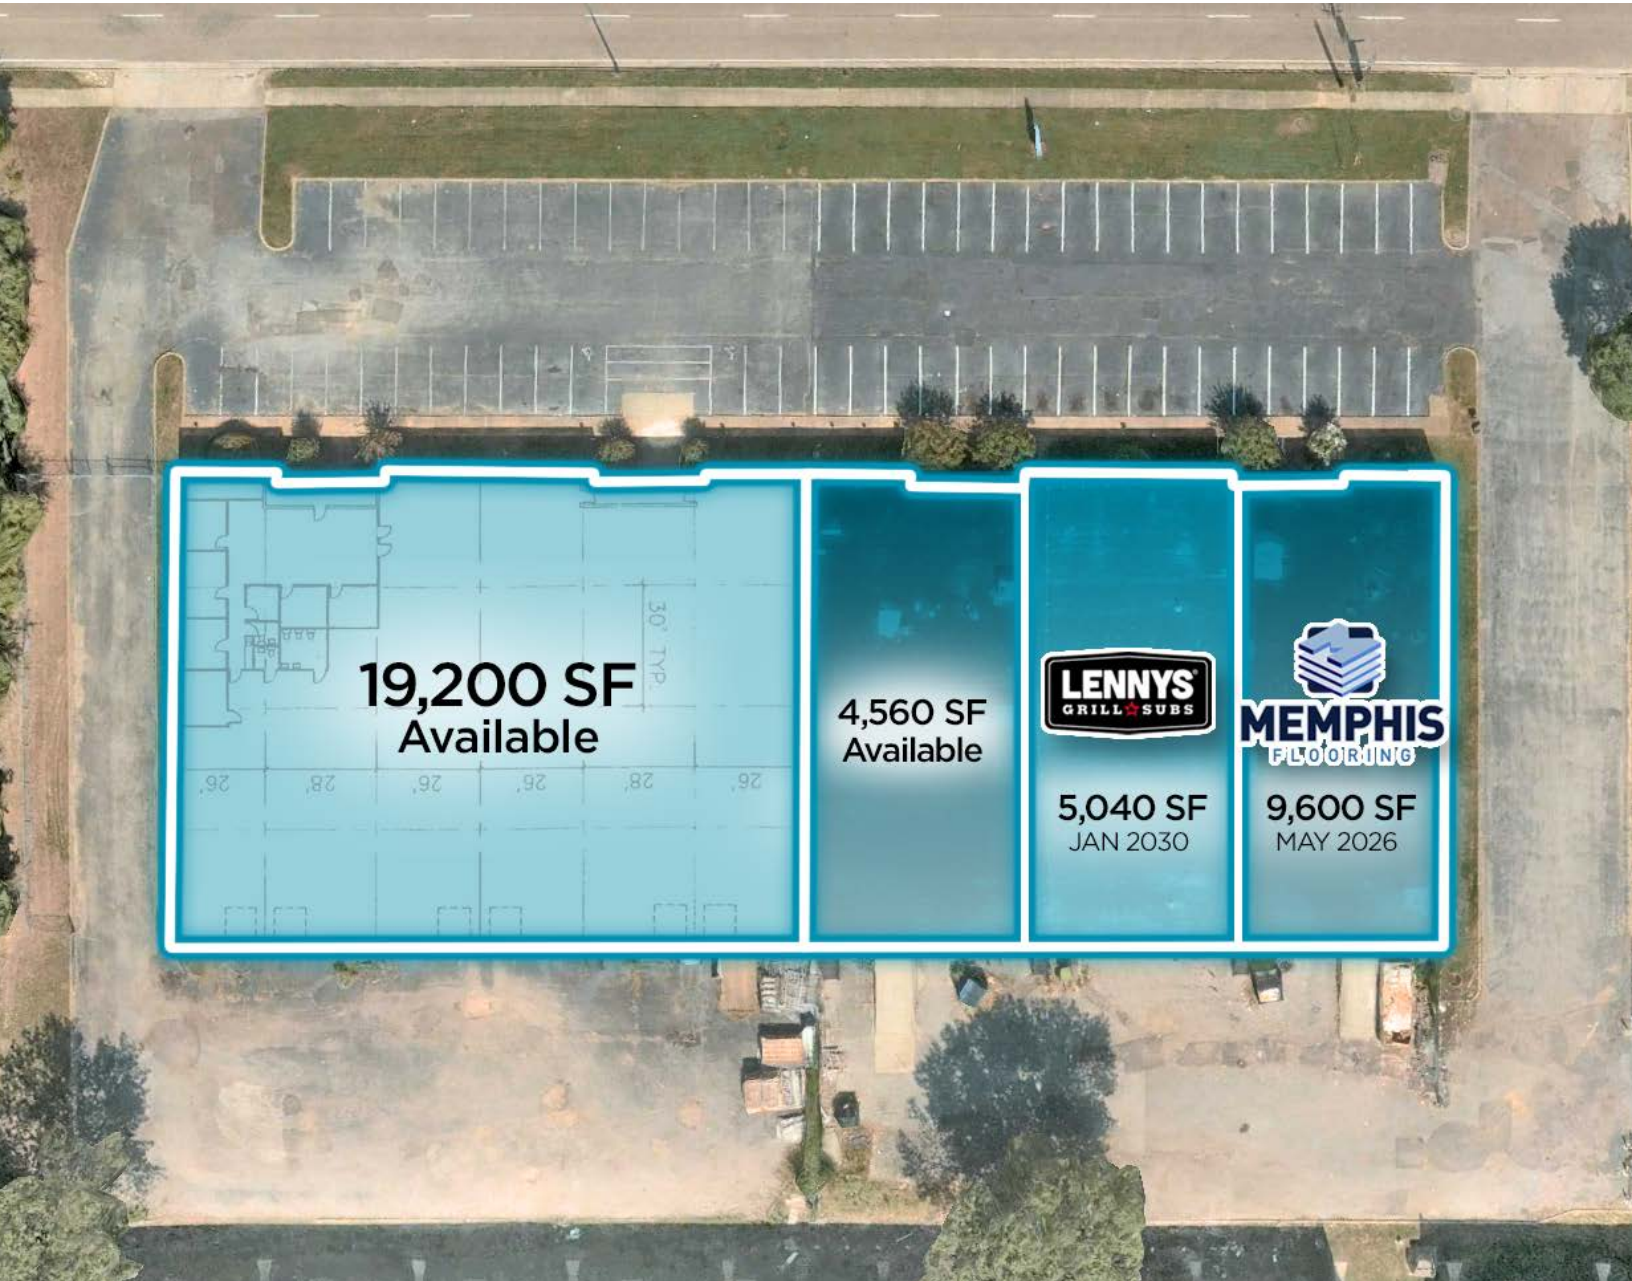 30' TYP.
19,200 SF
Available
26'
28'
26'
26'
28'
26'
4,560 SF
Available
LENNYS
GRILL SUBS
5,040 SF
JAN 2030
MEMPHIS
FLOORING
9,600 SF
MAY 2026